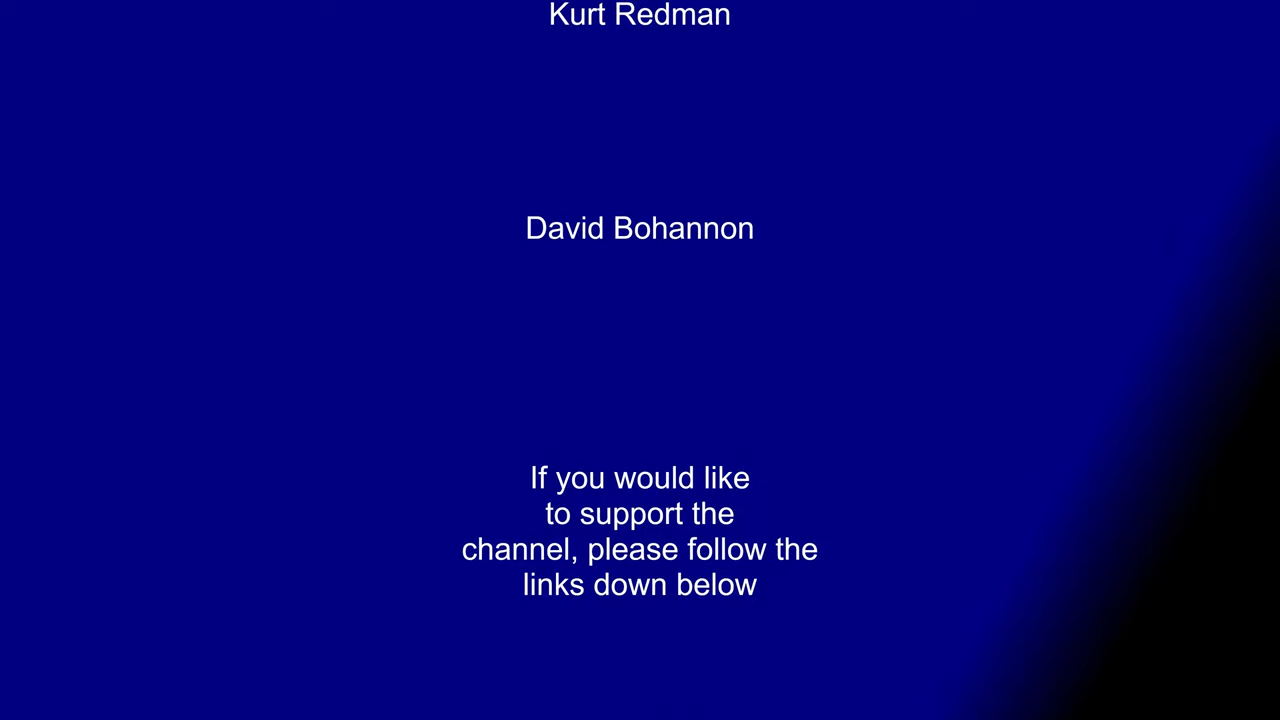 Kurt Redman
David Bohannon
If you would like
to support the
channel, please follow the
links down below